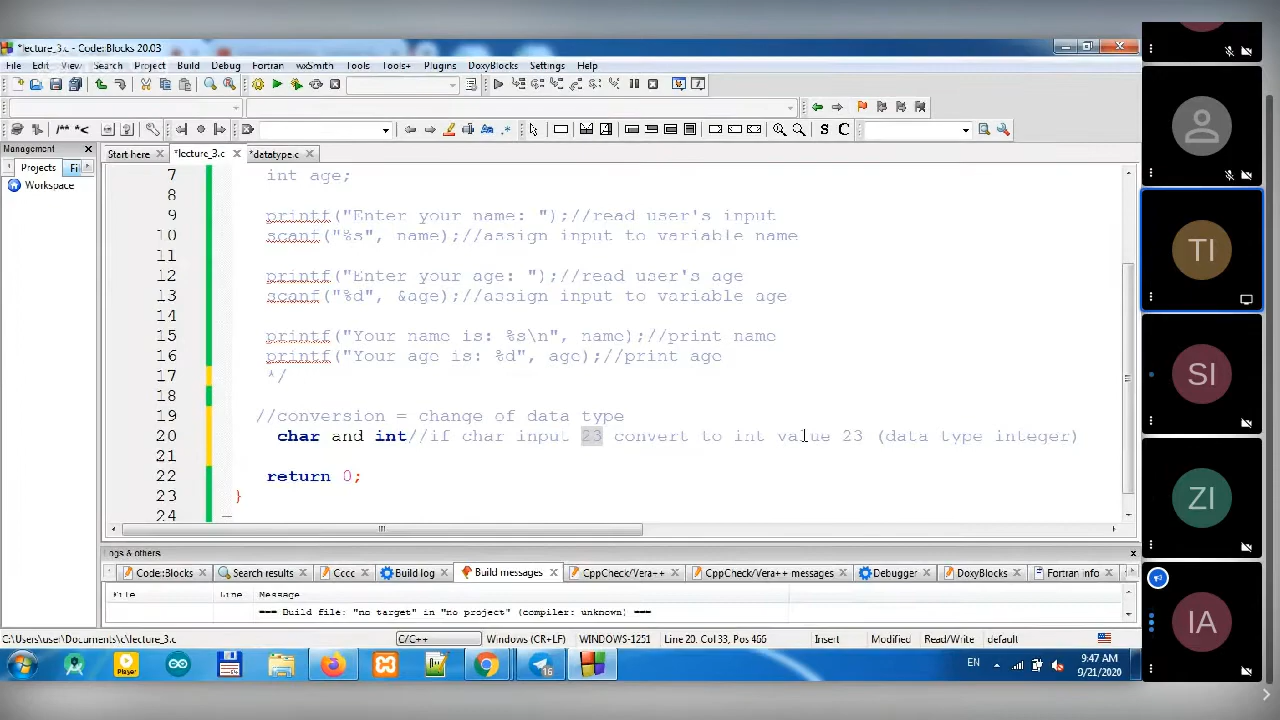 *lecture_3.c - Code::Blocks 20.03
File Edit View Search Project Build Debug Fortran wxSmith Tools Tools+ Plugins DoxyBlocks Settings Help
Management
Start here *lecture_3.c *datatype.c
Projects Fi
Workspace
7 int age;
8
9 printf("Enter your name: ");//read user's input
10 scanf("%s", name);//assign input to variable name
11
12 printf("Enter your age: ");//read user's age
13 scanf("%d", &age);//assign input to variable age
14
15 printf("Your name is: %s\n", name);//print name
16 printf("Your age is: %d", age);//print age
17 */
18
19 //conversion = change of data type
20 char and int//if char input 23 convert to int value 23 (data type integer)
21
22 return 0;
23 }
24
Logs & others
Code::Blocks Search results Cccc Build log Build messages CppCheck/Vera++ CppCheck/Vera++ messages Debugger DoxyBlocks Fortran info
File Line Message
=== Build file: "no target" in "no project" (compiler: unknown) ===
C:\Users\user\Documents\c\lecture_3.c C/C++ Windows (CR+LF) WINDOWS-1251 Line 20, Col 33, Pos 466 Insert Modified Read/Write default
Player
16
EN
9:47 AM
9/21/2020
TI
SI
ZI
IA